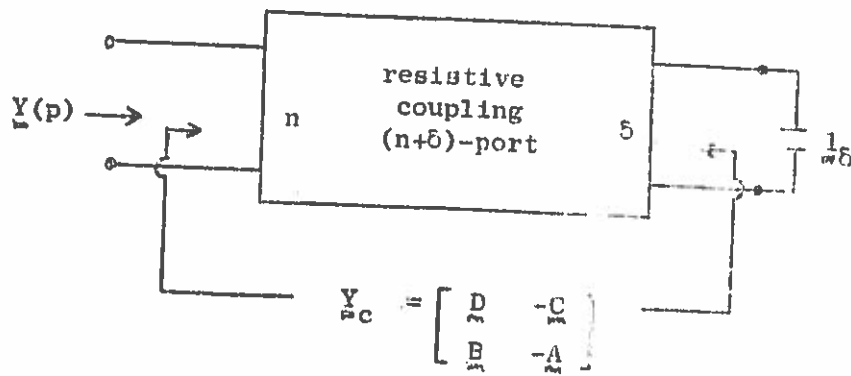 resistive
coupling
(n+δ)-port
Y(p)
n
δ
1δ
Yc = [ D -C
B -A ]